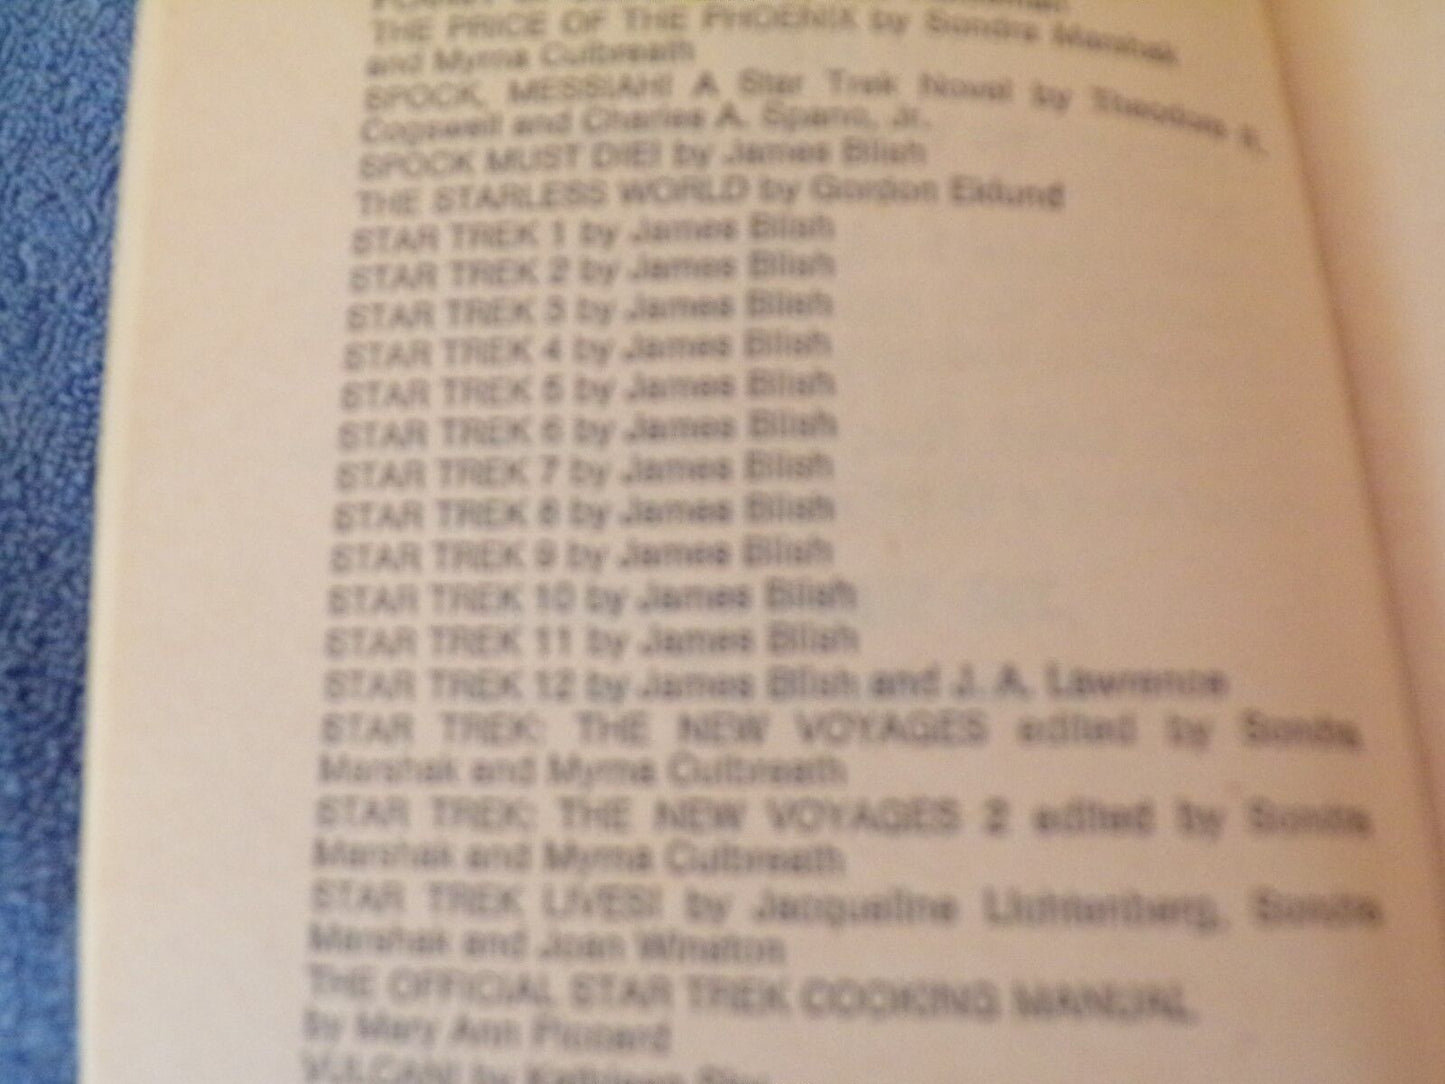 THE PRICE OF THE PHOENIX by Sondra Marshak
and Myrna Culbreath
SPOCK, MESSIAH! A Star Trek Novel by Theodore R.
Cogswell and Charles A. Spano, Jr.
SPOCK MUST DIE! by James Blish
THE STARLESS WORLD by Gordon Eklund
STAR TREK 1 by James Blish
STAR TREK 2 by James Blish
STAR TREK 3 by James Blish
STAR TREK 4 by James Blish
STAR TREK 5 by James Blish
STAR TREK 6 by James Blish
STAR TREK 7 by James Blish
STAR TREK 8 by James Blish
STAR TREK 9 by James Blish
STAR TREK 10 by James Blish
STAR TREK 11 by James Blish
STAR TREK 12 by James Blish and J. A. Lawrence
STAR TREK: THE NEW VOYAGES edited by Sonda
Marshak and Myrna Culbreath
STAR TREK: THE NEW VOYAGES 2 edited by Sonda
Marshak and Myrna Culbreath
STAR TREK LIVES! by Jacqueline Lichtenberg, Sonda
Marshak and Joan Winston
THE OFFICIAL STAR TREK COOKING MANUAL
by Mary Ann Piccard
VULCAN! by Kathleen Sky